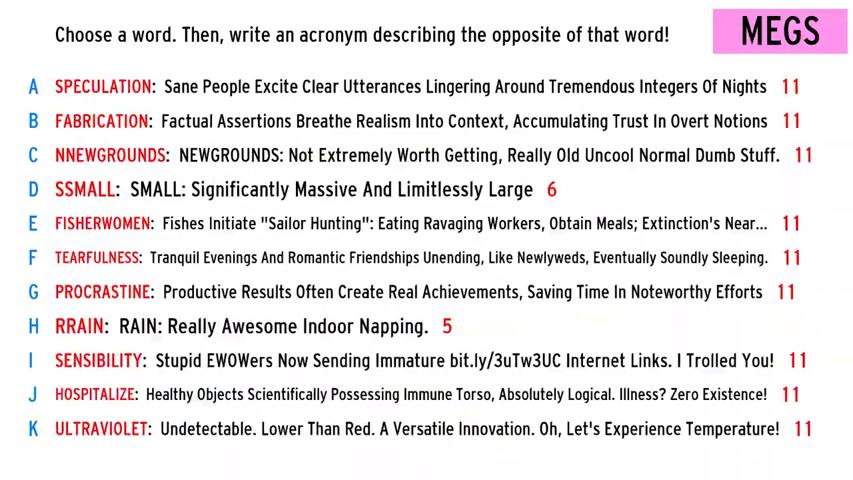 Choose a word. Then, write an acronym describing the opposite of that word!
MEGS
A SPECULATION: Sane People Excite Clear Utterances Lingering Around Tremendous Integers Of Nights 11
B FABRICATION: Factual Assertions Breathe Realism Into Context, Accumulating Trust In Overt Notions 11
C NNEWGROUNDS: NEWGROUNDS: Not Extremely Worth Getting, Really Old Uncool Normal Dumb Stuff. 11
D SSMALL: SMALL: Significantly Massive And Limitlessly Large 6
E FISHERWOMEN: Fishes Initiate "Sailor Hunting": Eating Ravaging Workers, Obtain Meals; Extinction's Near... 11
F TEARFULNESS: Tranquil Evenings And Romantic Friendships Unending, Like Newlyweds, Eventually Soundly Sleeping. 11
G PROCRASTINE: Productive Results Often Create Real Achievements, Saving Time In Noteworthy Efforts 11
H RRAIN: RAIN: Really Awesome Indoor Napping. 5
I SENSIBILITY: Stupid EWOWers Now Sending Immature bit.ly/3uTw3UC Internet Links. I Trolled You! 11
J HOSPITALIZE: Healthy Objects Scientifically Possessing Immune Torso, Absolutely Logical. Illness? Zero Existence! 11
K ULTRAVIOLET: Undetectable. Lower Than Red. A Versatile Innovation. Oh, Let's Experience Temperature! 11